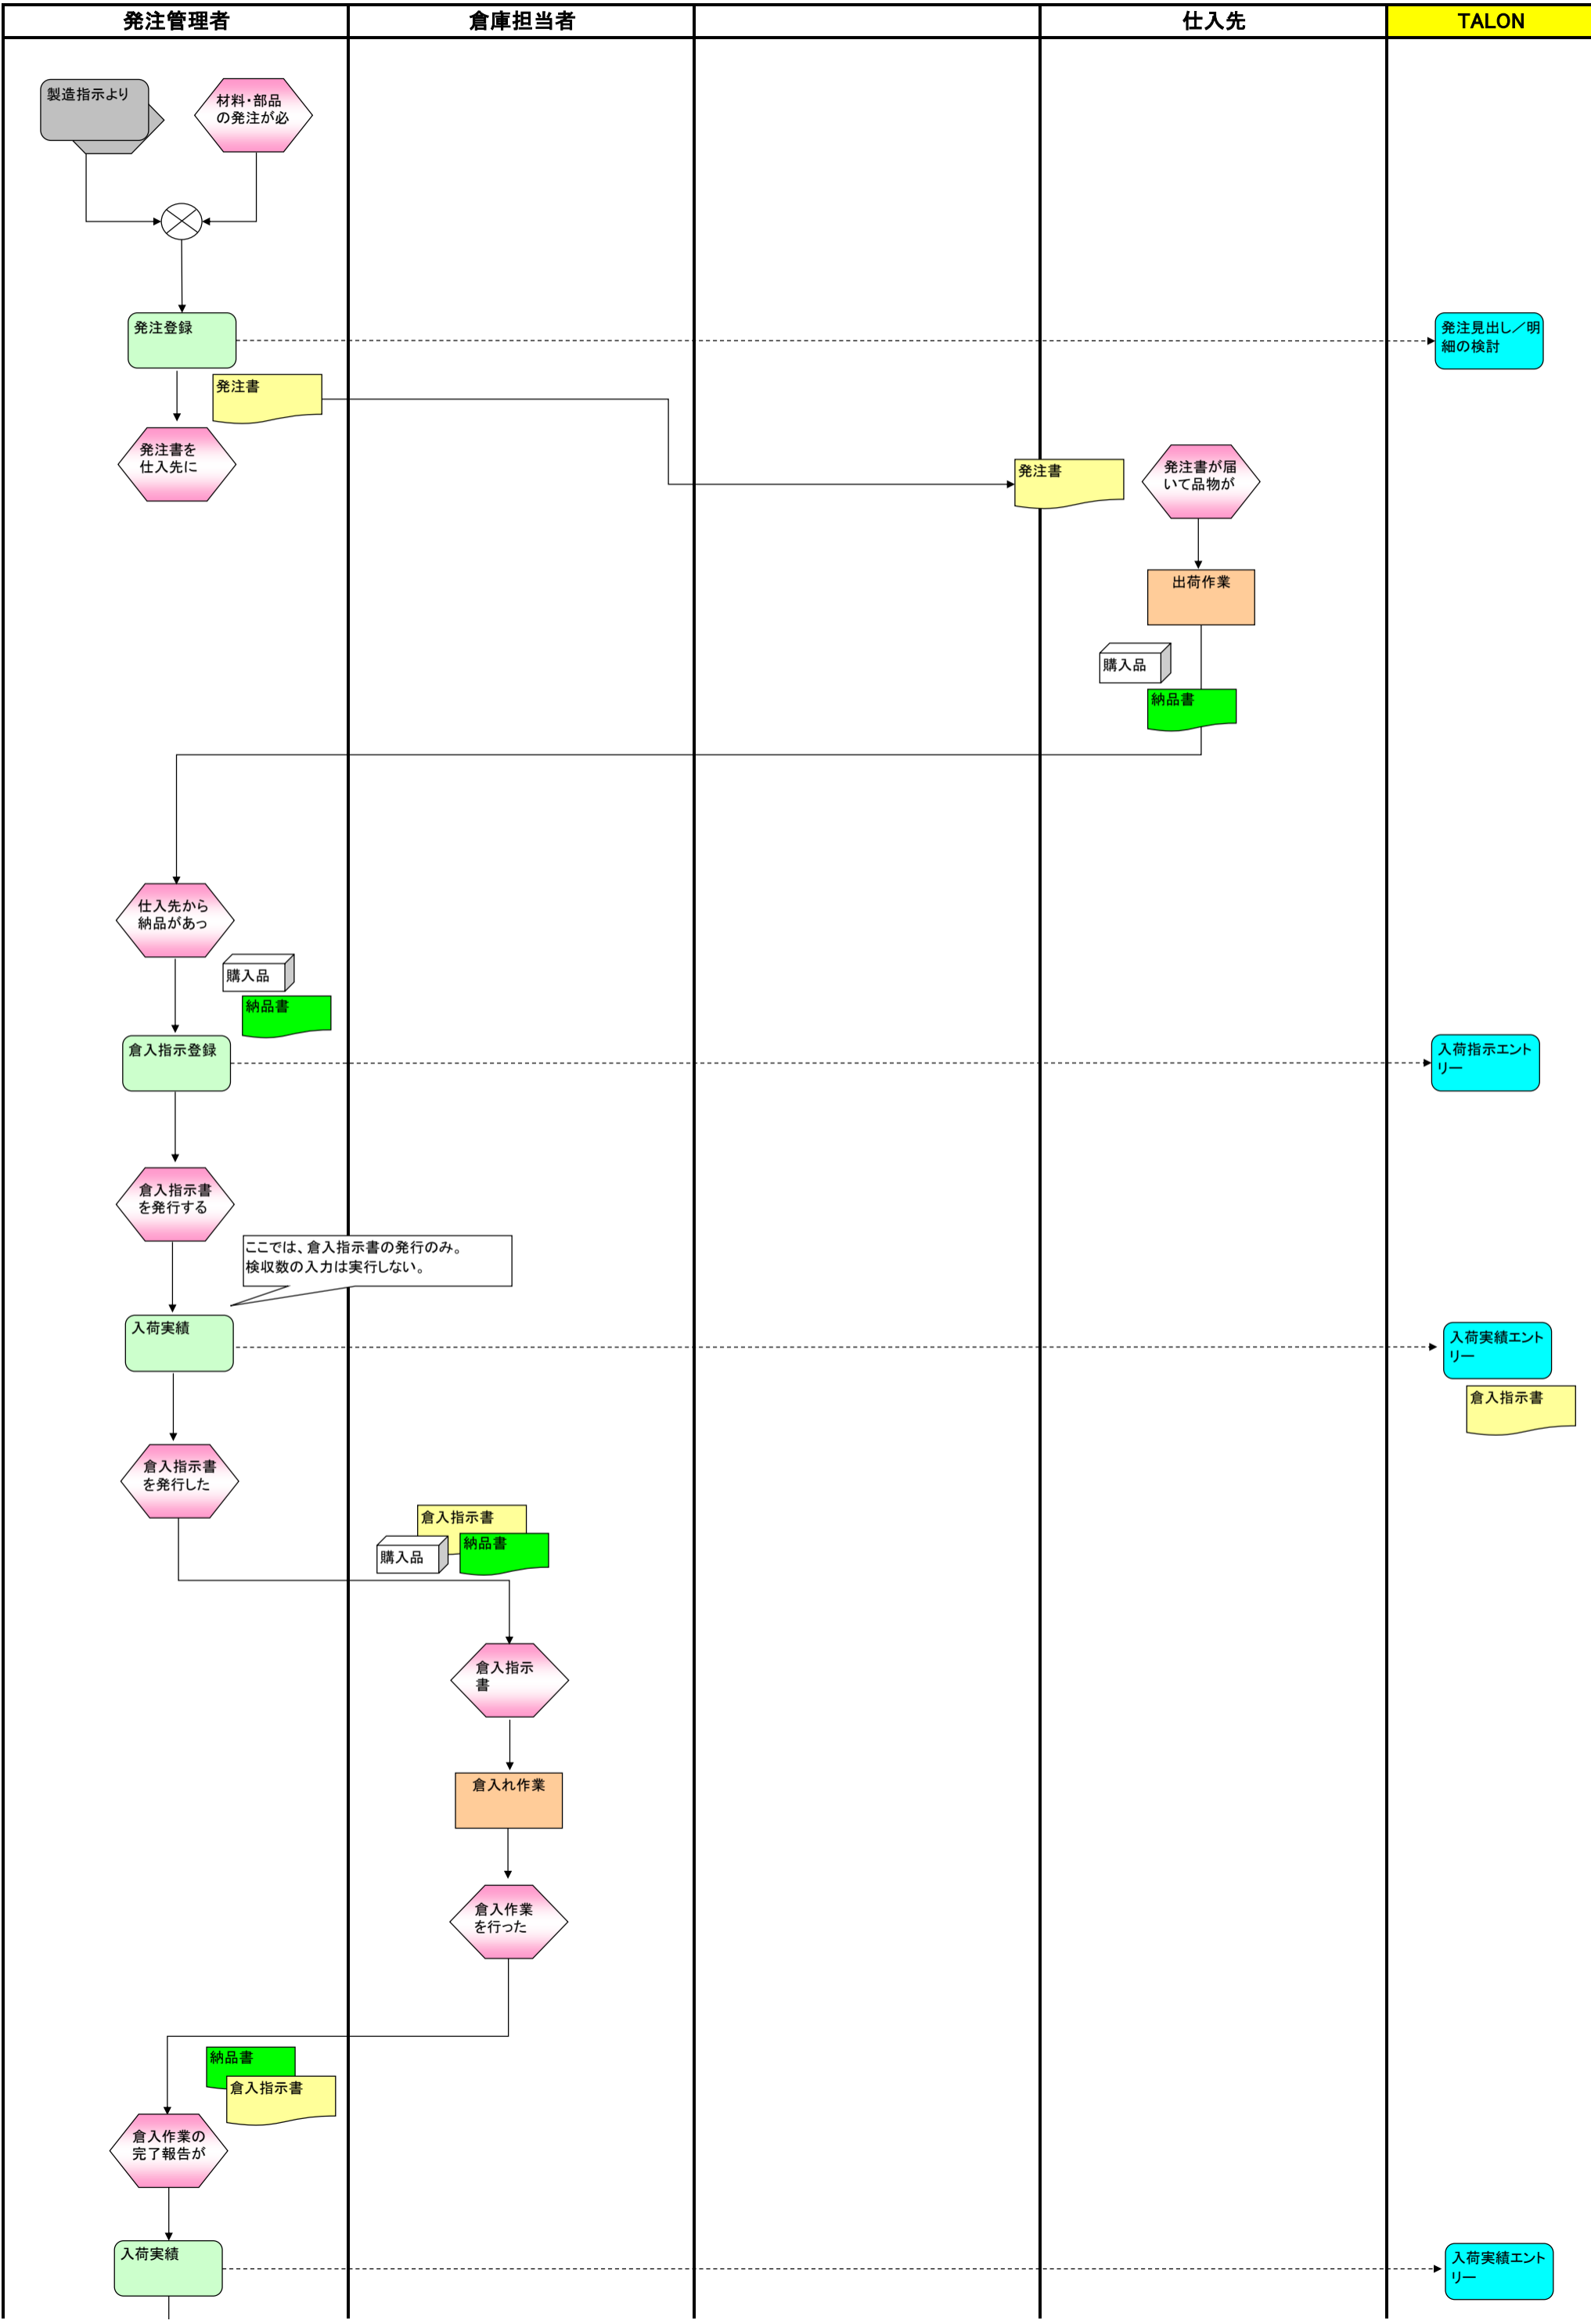 発注管理者
倉庫担当者
仕入先
TALON
製造指示より
材料・部品
の発注が必
発注登録
発注見出し／明
細の検討
発注書
発注書を
仕入先に
発注書
発注書が届
いて品物が
出荷作業
購入品
納品書
仕入先から
納品があっ
購入品
納品書
倉入指示登録
入荷指示エント
リー
倉入指示書
を発行する
ここでは、倉入指示書の発行のみ。
検収数の入力は実行しない。
入荷実績
入荷実績エント
リー
倉入指示書
倉入指示書
を発行した
倉入指示書
納品書
購入品
倉入指示
書
倉入れ作業
倉入作業
を行った
納品書
倉入指示書
倉入作業の
完了報告が
入荷実績
入荷実績エント
リー